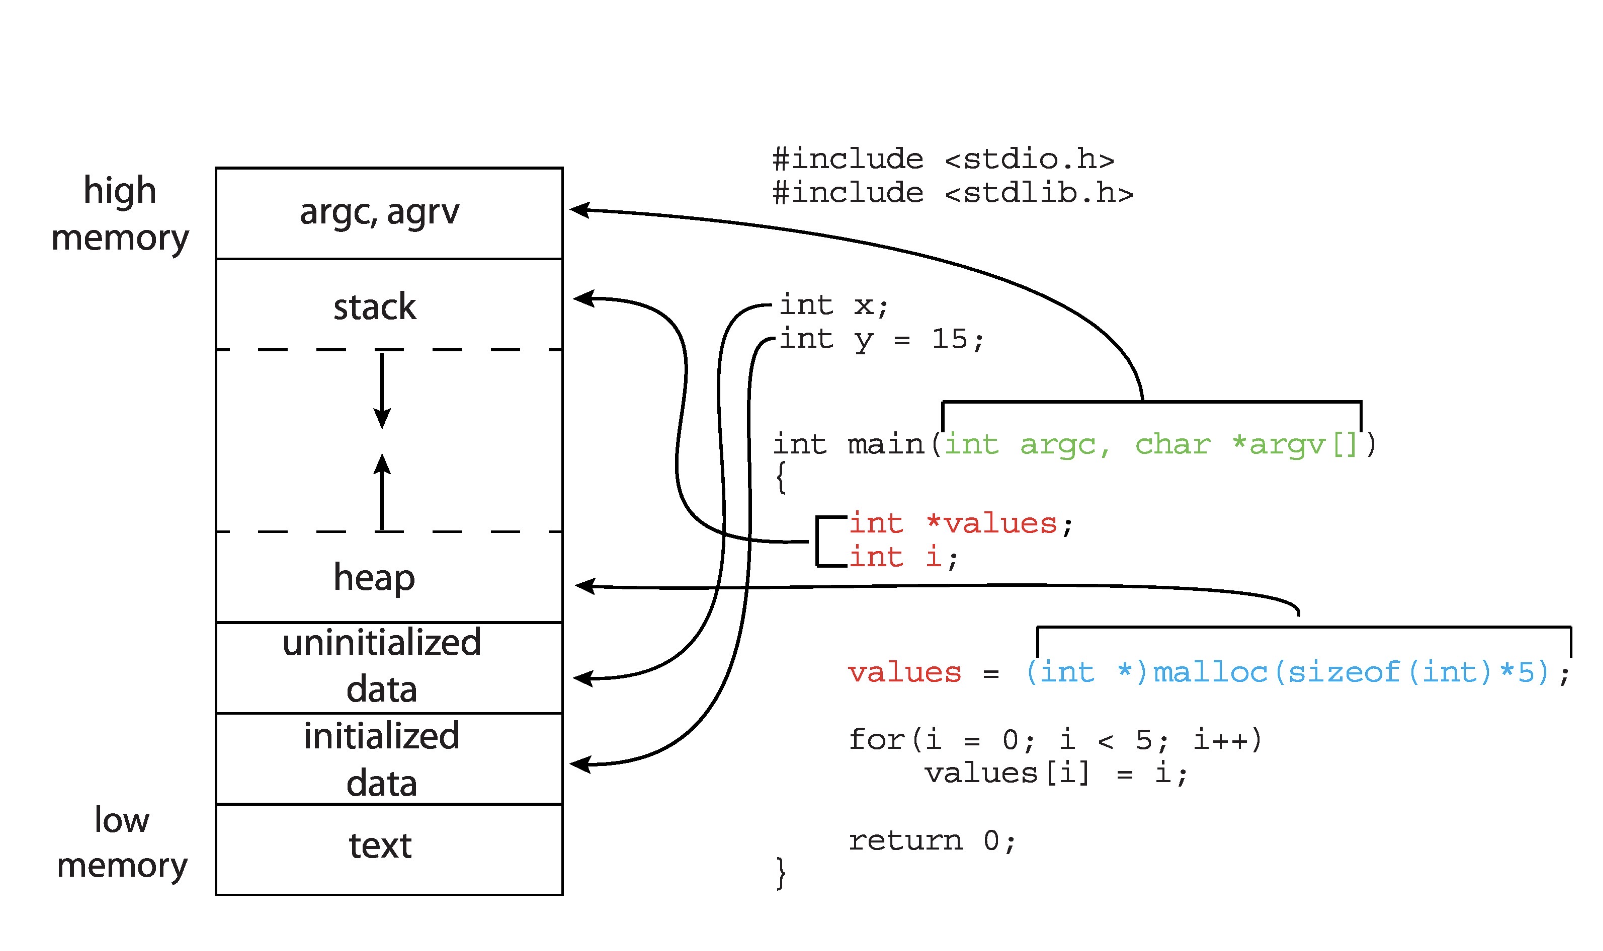 high
memory
argc, agrv
stack
heap
uninitialized
data
initialized
data
text
low
memory
#include <stdio.h>
#include <stdlib.h>
int x;
int y = 15;
int main(int argc, char *argv[])
{
int *values;
int i;
values = (int *)malloc(sizeof(int)*5);
for(i = 0; i < 5; i++)
values[i] = i;
return 0;
}